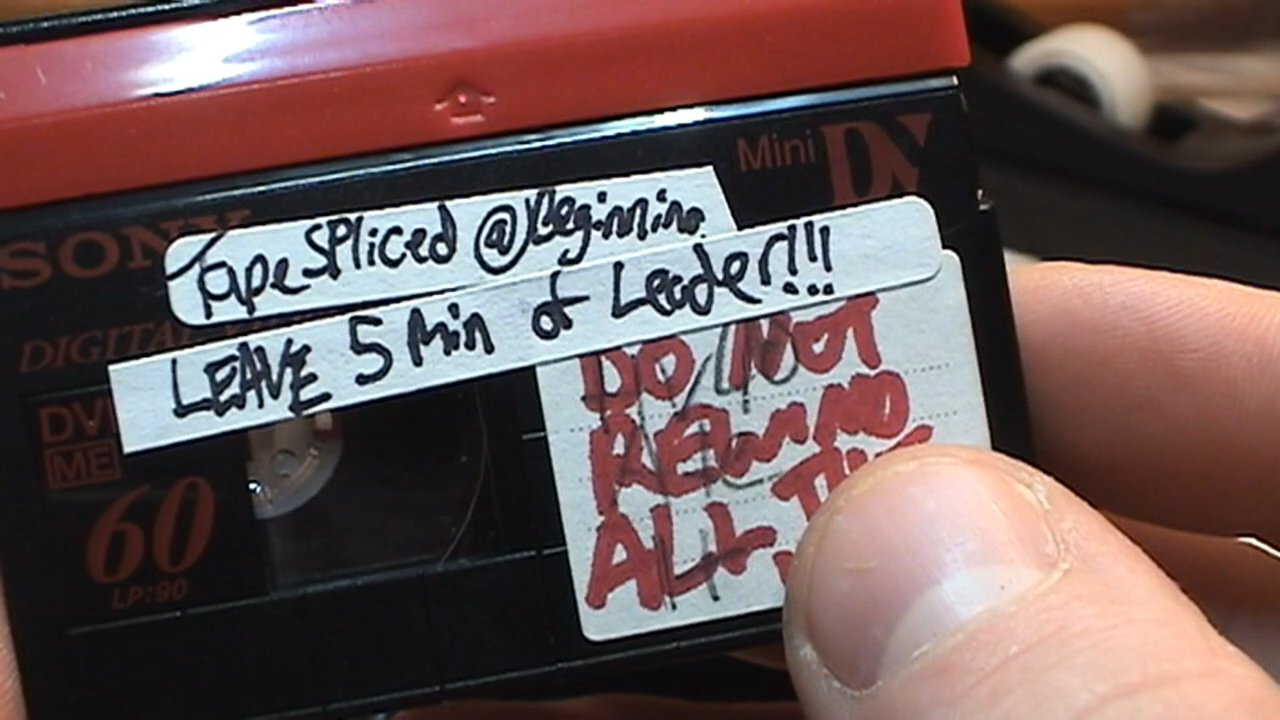 Mini DV
SONY
Tape SPliced @ Beginning
LEAVE 5 Min of Leader!!!
DIGITAL
DVM
ME
60
LP:90
DO NOT
REWIND
ALL THE